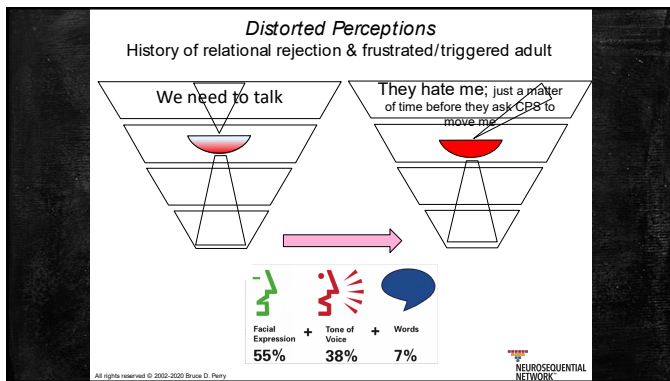 Distorted Perceptions
History of relational rejection & frustrated/triggered adult
We need to talk
They hate me; just a matter
of time before they ask CPS to
move me
Facial
Expression
55%
+
Tone of
Voice
38%
+
Words
7%
All rights reserved © 2002-2020 Bruce D. Perry
NEUROSEQUENTIAL
NETWORK™